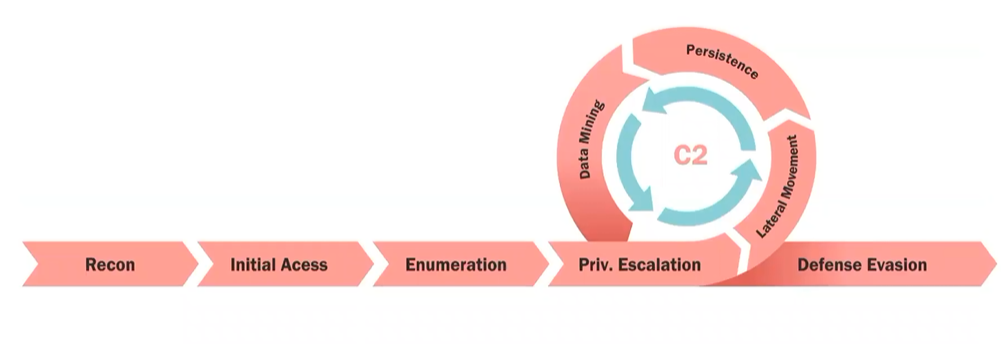 Persistence
Data Mining
C2
Lateral Movement
Recon
Initial Acess
Enumeration
Priv. Escalation
Defense Evasion